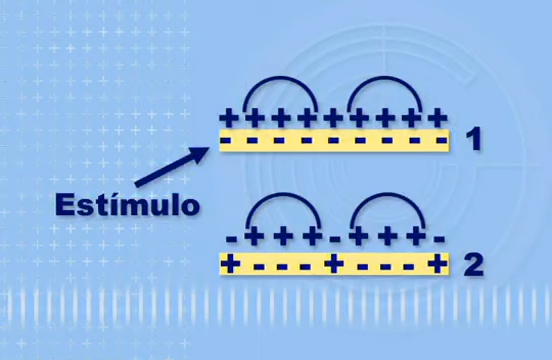 + + + + + + + + +
- - - - - - - - - 1
Estímulo
- + + + - + + + -
+ - - - + - - - + 2